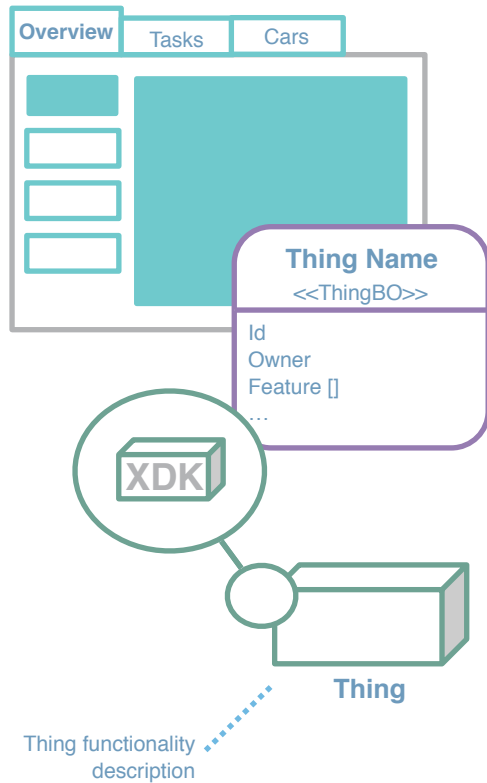 Overview
Tasks
Cars
Thing Name
<<ThingBO>>
Id
Owner
Feature []
…
XDK
Thing
Thing functionality
description